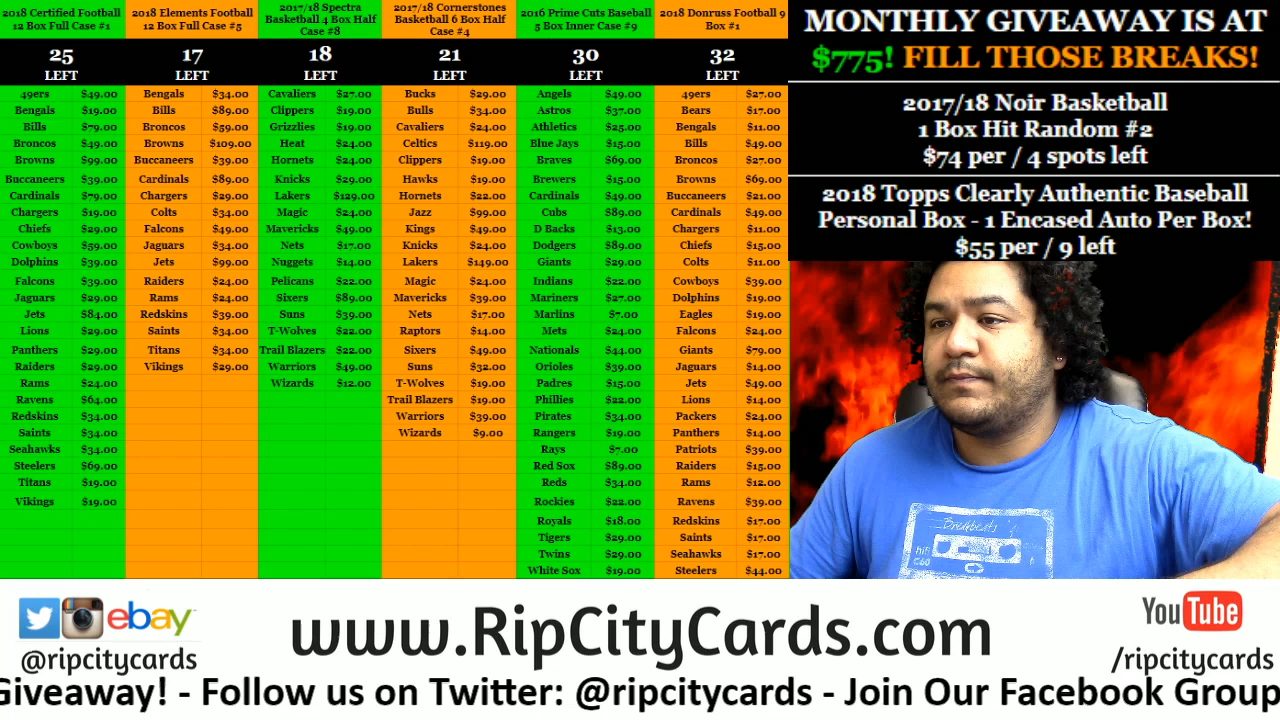 2018 Certified Football
12 Box Full Case #1
25
LEFT
49ers $49.00
Bengals $19.00
Bills $79.00
Broncos $49.00
Browns $99.00
Buccaneers $39.00
Cardinals $79.00
Chargers $19.00
Chiefs $29.00
Cowboys $59.00
Dolphins $39.00
Falcons $39.00
Jaguars $29.00
Jets $84.00
Lions $29.00
Panthers $29.00
Raiders $29.00
Rams $24.00
Ravens $64.00
Redskins $34.00
Saints $34.00
Seahawks $34.00
Steelers $69.00
Titans $19.00
Vikings $19.00
2018 Elements Football
12 Box Full Case #5
17
LEFT
Bengals $34.00
Bills $89.00
Broncos $59.00
Browns $109.00
Buccaneers $39.00
Cardinals $89.00
Chargers $29.00
Colts $34.00
Falcons $49.00
Jaguars $34.00
Jets $99.00
Raiders $24.00
Rams $24.00
Redskins $39.00
Saints $34.00
Titans $34.00
Vikings $29.00
2017/18 Spectra
Basketball 4 Box Half
Case #8
18
LEFT
Cavaliers $27.00
Clippers $19.00
Grizzlies $19.00
Heat $24.00
Hornets $24.00
Knicks $29.00
Lakers $129.00
Magic $24.00
Mavericks $49.00
Nets $17.00
Nuggets $14.00
Pelicans $22.00
Sixers $89.00
Suns $39.00
T-Wolves $22.00
Trail Blazers $22.00
Warriors $49.00
Wizards $12.00
2017/18 Cornerstones
Basketball 6 Box Half
Case #4
21
LEFT
Bucks $29.00
Bulls $34.00
Cavaliers $24.00
Celtics $119.00
Clippers $19.00
Hawks $19.00
Hornets $22.00
Jazz $99.00
Kings $49.00
Knicks $24.00
Lakers $149.00
Magic $24.00
Mavericks $39.00
Nets $17.00
Raptors $14.00
Sixers $49.00
Suns $32.00
T-Wolves $19.00
Trail Blazers $19.00
Warriors $39.00
Wizards $9.00
2016 Prime Cuts Baseball
5 Box Inner Case #9
30
LEFT
Angels $49.00
Astros $37.00
Athletics $25.00
Blue Jays $15.00
Braves $69.00
Brewers $15.00
Cardinals $49.00
Cubs $89.00
D Backs $13.00
Dodgers $89.00
Giants $29.00
Indians $22.00
Mariners $27.00
Marlins $7.00
Mets $24.00
Nationals $44.00
Orioles $39.00
Padres $15.00
Phillies $22.00
Pirates $34.00
Rangers $19.00
Rays $7.00
Red Sox $89.00
Reds $34.00
Rockies $22.00
Royals $18.00
Tigers $29.00
Twins $29.00
White Sox $19.00
2018 Donruss Football 9
Box #1
32
LEFT
49ers $27.00
Bears $17.00
Bengals $11.00
Bills $49.00
Broncos $27.00
Browns $69.00
Buccaneers $21.00
Cardinals $49.00
Chargers $11.00
Chiefs $15.00
Colts $11.00
Cowboys $39.00
Dolphins $19.00
Eagles $19.00
Falcons $24.00
Giants $79.00
Jaguars $14.00
Jets $49.00
Lions $14.00
Packers $24.00
Panthers $14.00
Patriots $39.00
Raiders $15.00
Rams $12.00
Ravens $39.00
Redskins $17.00
Saints $17.00
Seahawks $17.00
Steelers $44.00
MONTHLY GIVEAWAY IS AT
$775! FILL THOSE BREAKS!
2017/18 Noir Basketball
1 Box Hit Random #2
$74 per / 4 spots left
2018 Topps Clearly Authentic Baseball
Personal Box - 1 Encased Auto Per Box!
$55 per / 9 left
Breakbeats
ebay
@ripcitycards
www.RipCityCards.com
YouTube
/ripcitycards
Giveaway! - Follow us on Twitter: @ripcitycards - Join Our Facebook Group